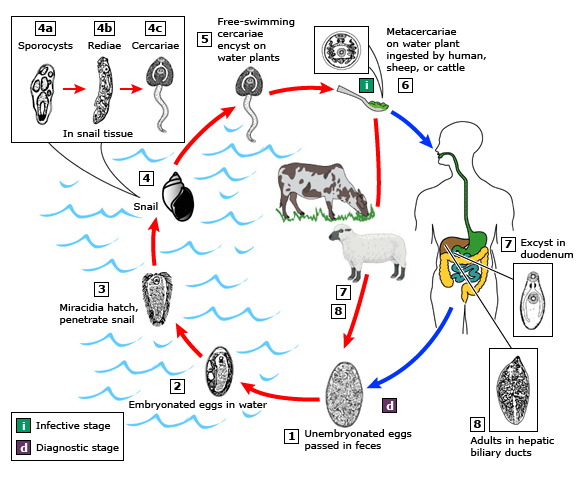 4a
4b
4c
Sporocysts
Rediae
Cercariae
In snail tissue
5
Free-swimming
cercariae
encyst on
water plants
Metacercariae
on water plant
ingested by human,
sheep, or cattle
i
6
4
Snail
7
Excyst in
duodenum
3
Miracidia hatch,
penetrate snail
7
8
2
Embryonated eggs in water
d
1
Unembryonated eggs
passed in feces
8
Adults in hepatic
biliary ducts
i Infective stage
d Diagnostic stage